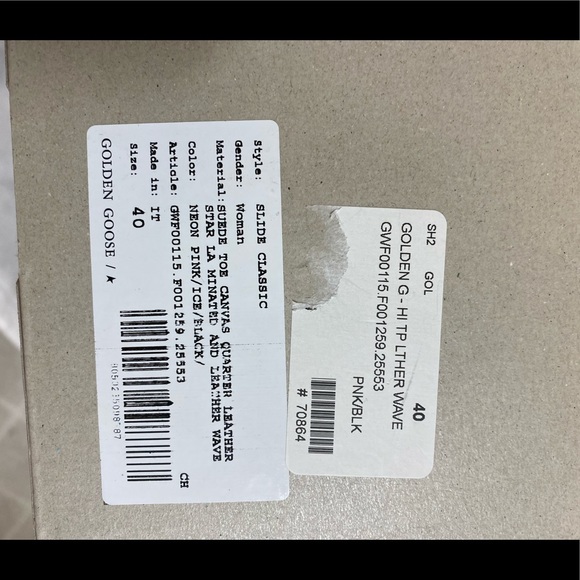 Style: SLIDE CLASSIC
Gender: Woman
Material:SUEDE TOE CANVAS QUARTER LEATHER
STAR LA MINATED AND LEATHER WAVE
Color: NEON PINK/ICE/BLACK/
Article: GWF00115.F001259.25553
Made in: IT
CH
Size: 40
GOLDEN GOOSE /
SH2 GOL
40
GOLDEN G - HI TP LTHER WAVE
GWF00115.F001259.25553
PNK/BLK
# 70864